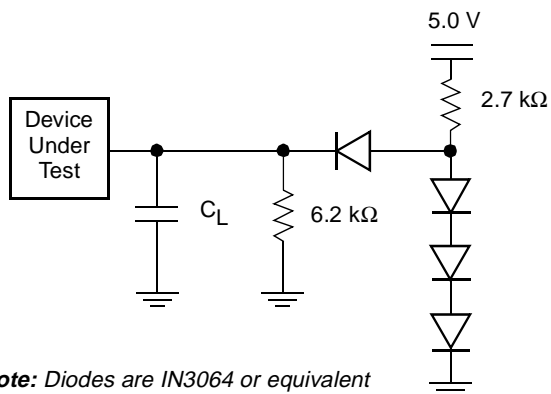 5.0 V
2.7 kΩ
Device
Under
Test
CL
6.2 kΩ
ote: Diodes are IN3064 or equivalent